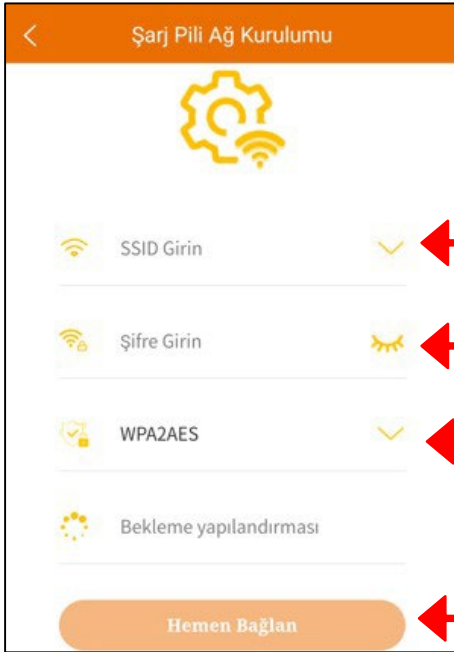 Şarj Pili Ağ Kurulumu
SSID Girin
Şifre Girin
WPA2AES
Bekleme yapılandırması
Hemen Bağlan